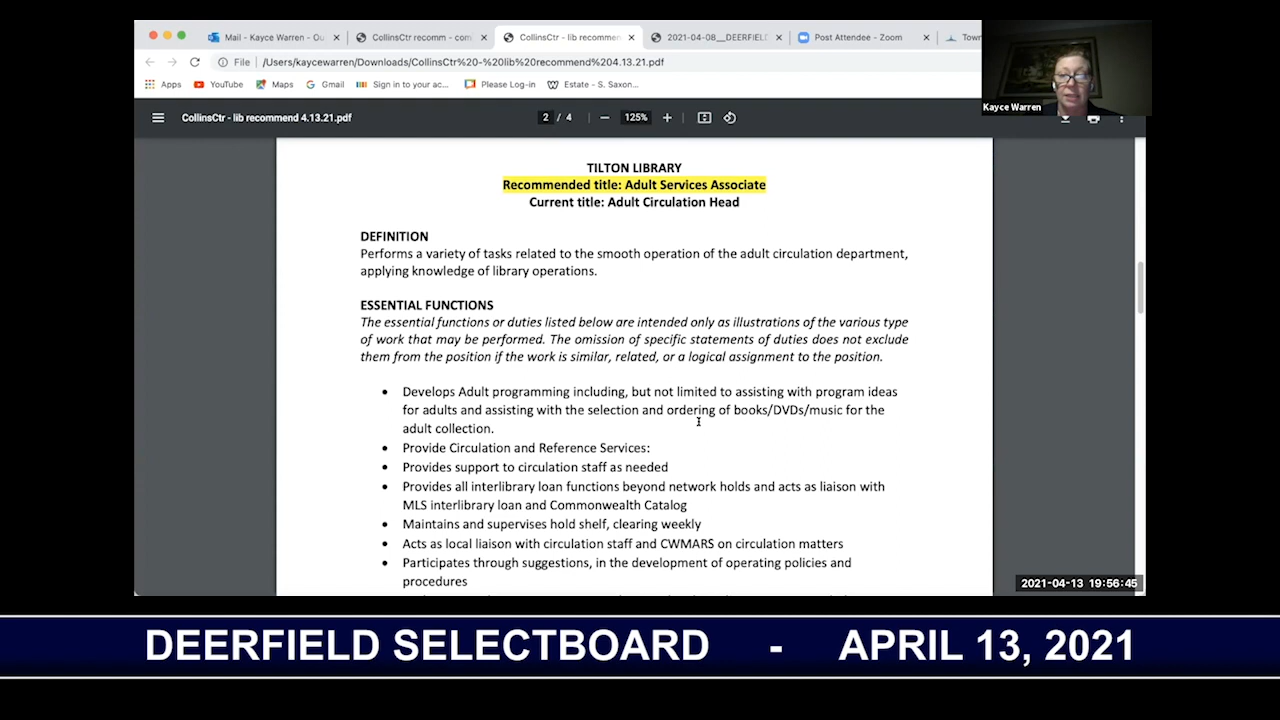 Mail - Kayce Warren - Ou
CollinsCtr recomm - com
CollinsCtr - lib recommen
2021-04-08__DEERFIEL
Post Attendee - Zoom
Town
File
/Users/kaycewarren/Downloads/CollinsCtr%20-%20lib%20recommend%204.13.21.pdf
Apps
YouTube
Maps
Gmail
Sign in to your ac...
Please Log-in
Estate - S. Saxon...
Kayce Warren
CollinsCtr - lib recommend 4.13.21.pdf
2 / 4
125%
TILTON LIBRARY
Recommended title: Adult Services Associate
Current title: Adult Circulation Head
DEFINITION
Performs a variety of tasks related to the smooth operation of the adult circulation department,
applying knowledge of library operations.
ESSENTIAL FUNCTIONS
The essential functions or duties listed below are intended only as illustrations of the various type
of work that may be performed. The omission of specific statements of duties does not exclude
them from the position if the work is similar, related, or a logical assignment to the position.
• Develops Adult programming including, but not limited to assisting with program ideas
for adults and assisting with the selection and ordering of books/DVDs/music for the
adult collection.
• Provide Circulation and Reference Services:
• Provides support to circulation staff as needed
• Provides all interlibrary loan functions beyond network holds and acts as liaison with
MLS interlibrary loan and Commonwealth Catalog
• Maintains and supervises hold shelf, clearing weekly
• Acts as local liaison with circulation staff and CWMARS on circulation matters
• Participates through suggestions, in the development of operating policies and
procedures
2021-04-13 19:56:45
DEERFIELD SELECTBOARD - APRIL 13, 2021